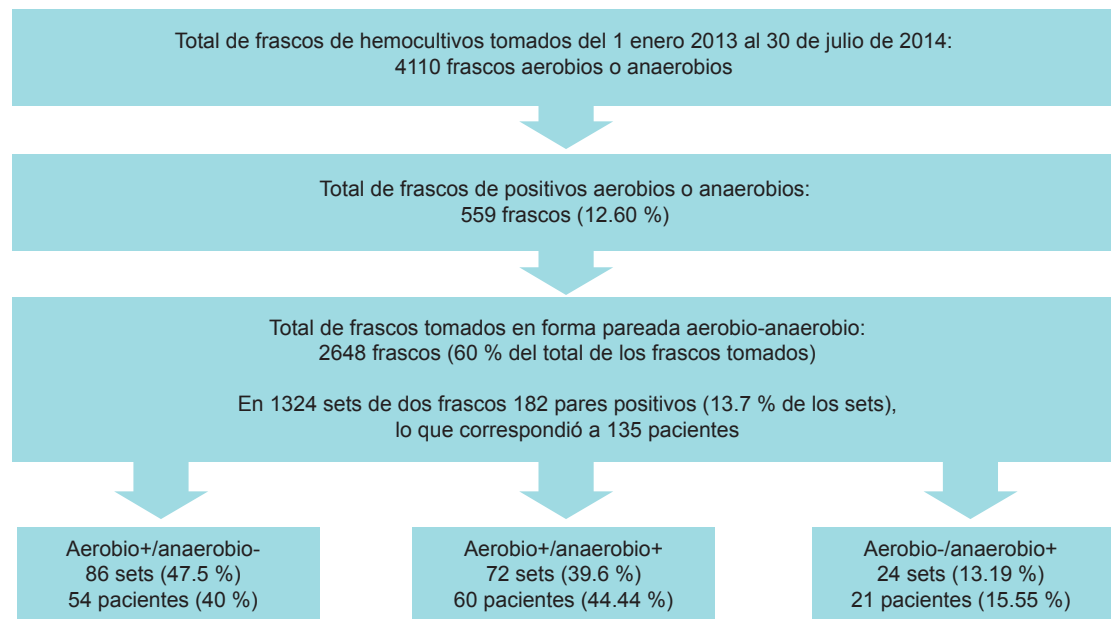 Total de frascos de hemocultivos tomados del 1 enero 2013 al 30 de julio de 2014:
4110 frascos aerobios o anaerobios
Total de frascos de positivos aerobios o anaerobios:
559 frascos (12.60 %)
Total de frascos tomados en forma pareada aerobio-anaerobio:
2648 frascos (60 % del total de los frascos tomados)
En 1324 sets de dos frascos 182 pares positivos (13.7 % de los sets),
lo que correspondió a 135 pacientes
Aerobio+/anaerobio-
86 sets (47.5 %)
54 pacientes (40 %)
Aerobio+/anaerobio+
72 sets (39.6 %)
60 pacientes (44.44 %)
Aerobio-/anaerobio+
24 sets (13.19 %)
21 pacientes (15.55 %)